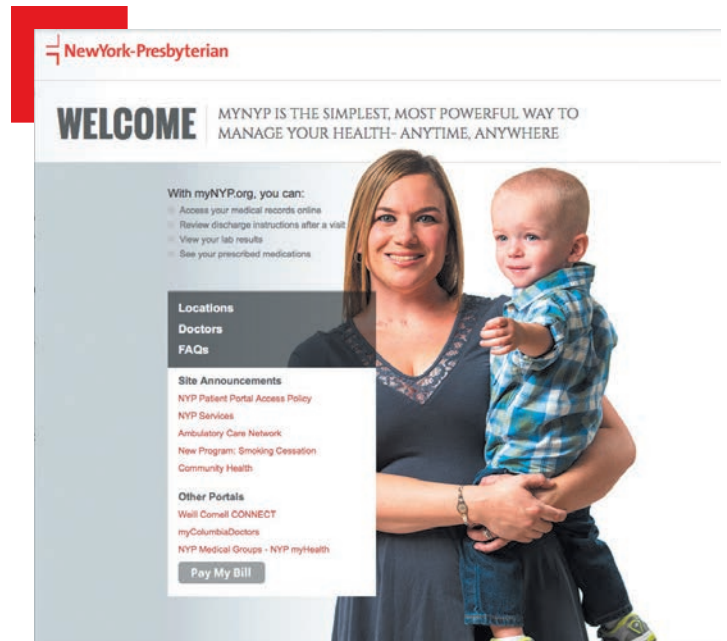 NewYork-Presbyterian
WELCOME
MYNYP IS THE SIMPLEST, MOST POWERFUL WAY TO
MANAGE YOUR HEALTH- ANYTIME, ANYWHERE
With myNYP.org, you can:
Access your medical records online
Review discharge instructions after a visit
View your lab results
See your prescribed medications
Locations
Doctors
FAQs
Site Announcements
NYP Patient Portal Access Policy
NYP Services
Ambulatory Care Network
New Program: Smoking Cessation
Community Health
Other Portals
Weill Cornell CONNECT
myColumbiaDoctors
NYP Medical Groups - NYP myHealth
Pay My Bill